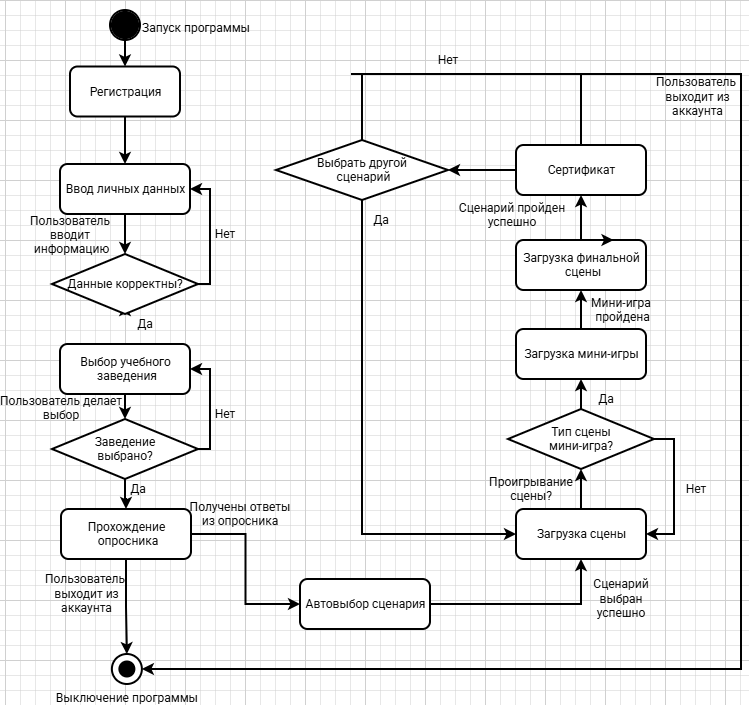 Запуск программы
Регистрация
Ввод личных данных
Пользователь
вводит
информацию
Нет
Данные корректны?
Да
Выбор учебного
заведения
Пользователь делает
выбор
Нет
Заведение
выбрано?
Да
Прохождение
опросника
Получены ответы
из опросника
Пользователь
выходит из
аккаунта
Выключение программы
Автовыбор сценария
Сценарий
выбран
успешно
Загрузка сцены
Проигрывание
сцены?
Нет
Тип сцены
мини-игра?
Да
Загрузка мини-игры
Мини-игра
пройдена
Загрузка финальной
сцены
Сценарий пройден
успешно
Сертификат
Выбрать другой
сценарий
Да
Нет
Пользователь
выходит из
аккаунта